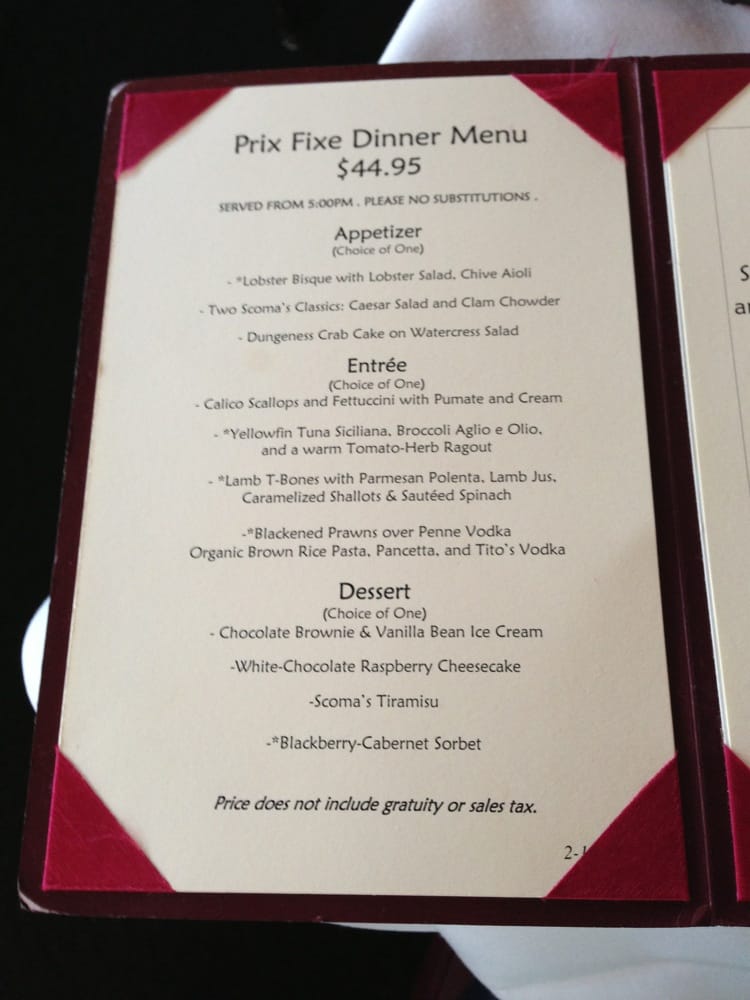 Prix Fixe Dinner Menu
$44.95
SERVED FROM 5:00PM . PLEASE NO SUBSTITUTIONS .
Appetizer
(Choice of One)
- *Lobster Bisque with Lobster Salad, Chive Aioli
- Two Scoma's Classics: Caesar Salad and Clam Chowder
- Dungeness Crab Cake on Watercress Salad
Entrée
(Choice of One)
- Calico Scallops and Fettuccini with Pumate and Cream
- *Yellowfin Tuna Siciliana, Broccoli Aglio e Olio,
and a warm Tomato-Herb Ragout
- *Lamb T-Bones with Parmesan Polenta, Lamb Jus,
Caramelized Shallots & Sautéed Spinach
-*Blackened Prawns over Penne Vodka
Organic Brown Rice Pasta, Pancetta, and Tito's Vodka
Dessert
(Choice of One)
- Chocolate Brownie & Vanilla Bean Ice Cream
-White-Chocolate Raspberry Cheesecake
-Scoma's Tiramisu
-*Blackberry-Cabernet Sorbet
Price does not include gratuity or sales tax.
2-